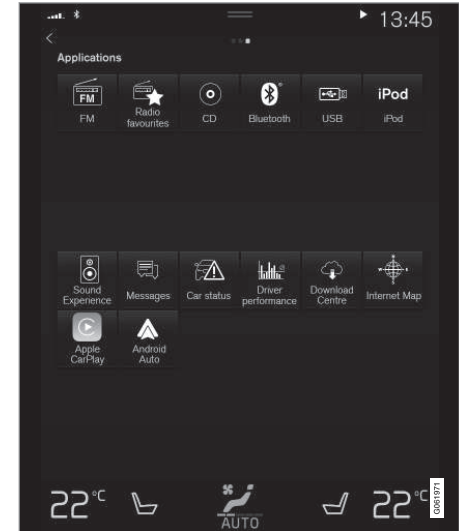 13:45
Applications
FM
iPod
FM
Radio
favourites
CD
Bluetooth
USB
iPod
Sound
Experience
Messages
Car status
Driver
performance
Download
Centre
Internet Map
Apple
CarPlay
Android
Auto
22°C
AUTO
22°C
G061971